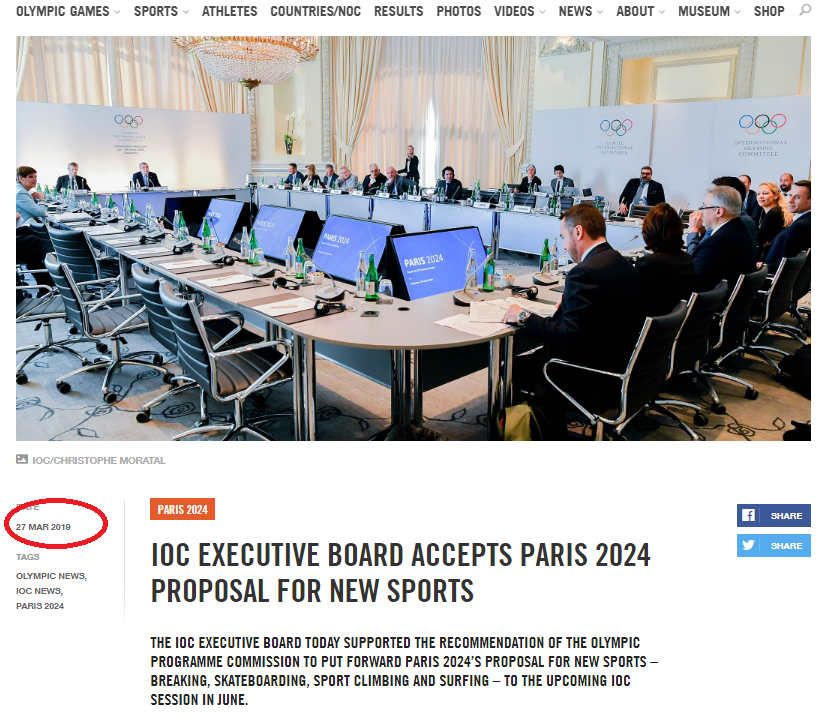 OLYMPIC GAMES SPORTS ATHLETES COUNTRIES/NOC RESULTS PHOTOS VIDEOS NEWS ABOUT MUSEUM SHOP
INTERNATIONAL
OLYMPIC
COMMITTEE
PARIS 2024
PARIS 2024
IOC/CHRISTOPHE MORATAL
DATE
27 MAR 2019
TAGS
OLYMPIC NEWS,
IOC NEWS,
PARIS 2024
PARIS 2024
IOC EXECUTIVE BOARD ACCEPTS PARIS 2024
PROPOSAL FOR NEW SPORTS
THE IOC EXECUTIVE BOARD TODAY SUPPORTED THE RECOMMENDATION OF THE OLYMPIC
PROGRAMME COMMISSION TO PUT FORWARD PARIS 2024'S PROPOSAL FOR NEW SPORTS –
BREAKING, SKATEBOARDING, SPORT CLIMBING AND SURFING – TO THE UPCOMING IOC
SESSION IN JUNE.
SHARE
SHARE